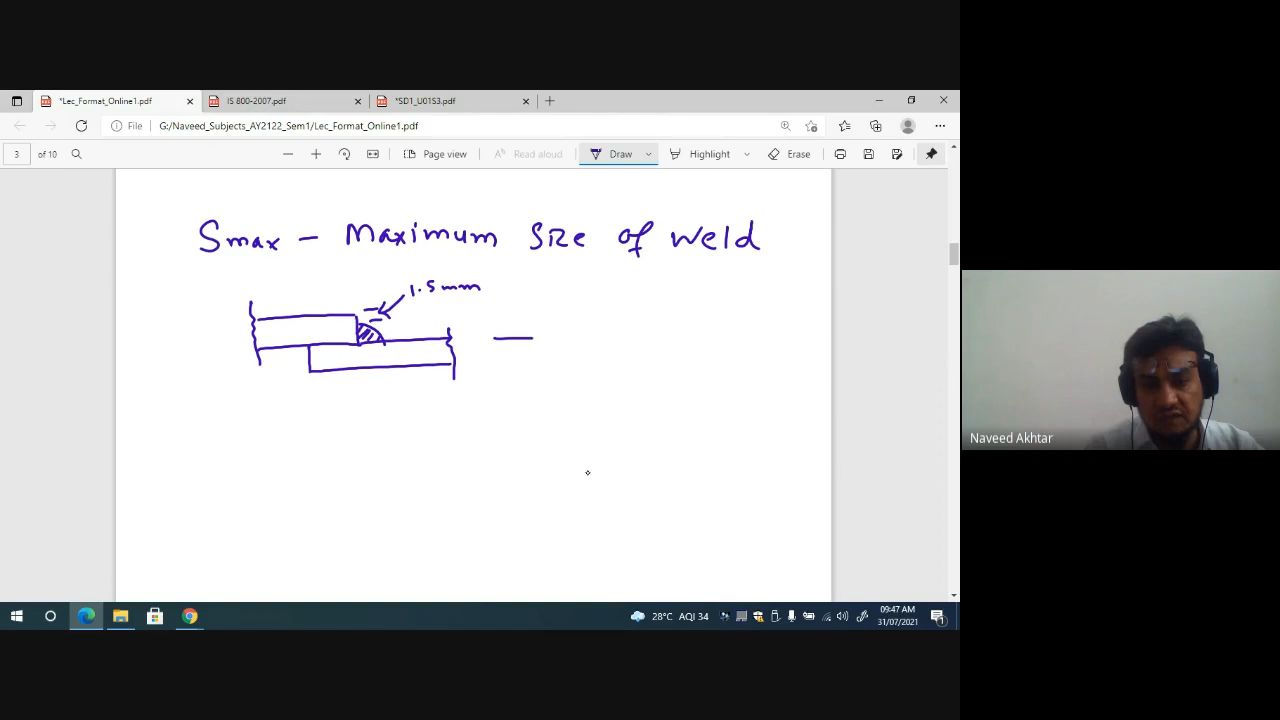 *Lec_Format_Online1.pdf
IS 800-2007.pdf
*SD1_U01S3.pdf
File
G:/Naveed_Subjects_AY2122_Sem1/Lec_Format_Online1.pdf
3 of 10
Page view
Read aloud
Draw
Highlight
Erase
Smax - Maximum Size of weld
1.5mm
Naveed Akhtar
28°C AQI 34
09:47 AM
31/07/2021
1